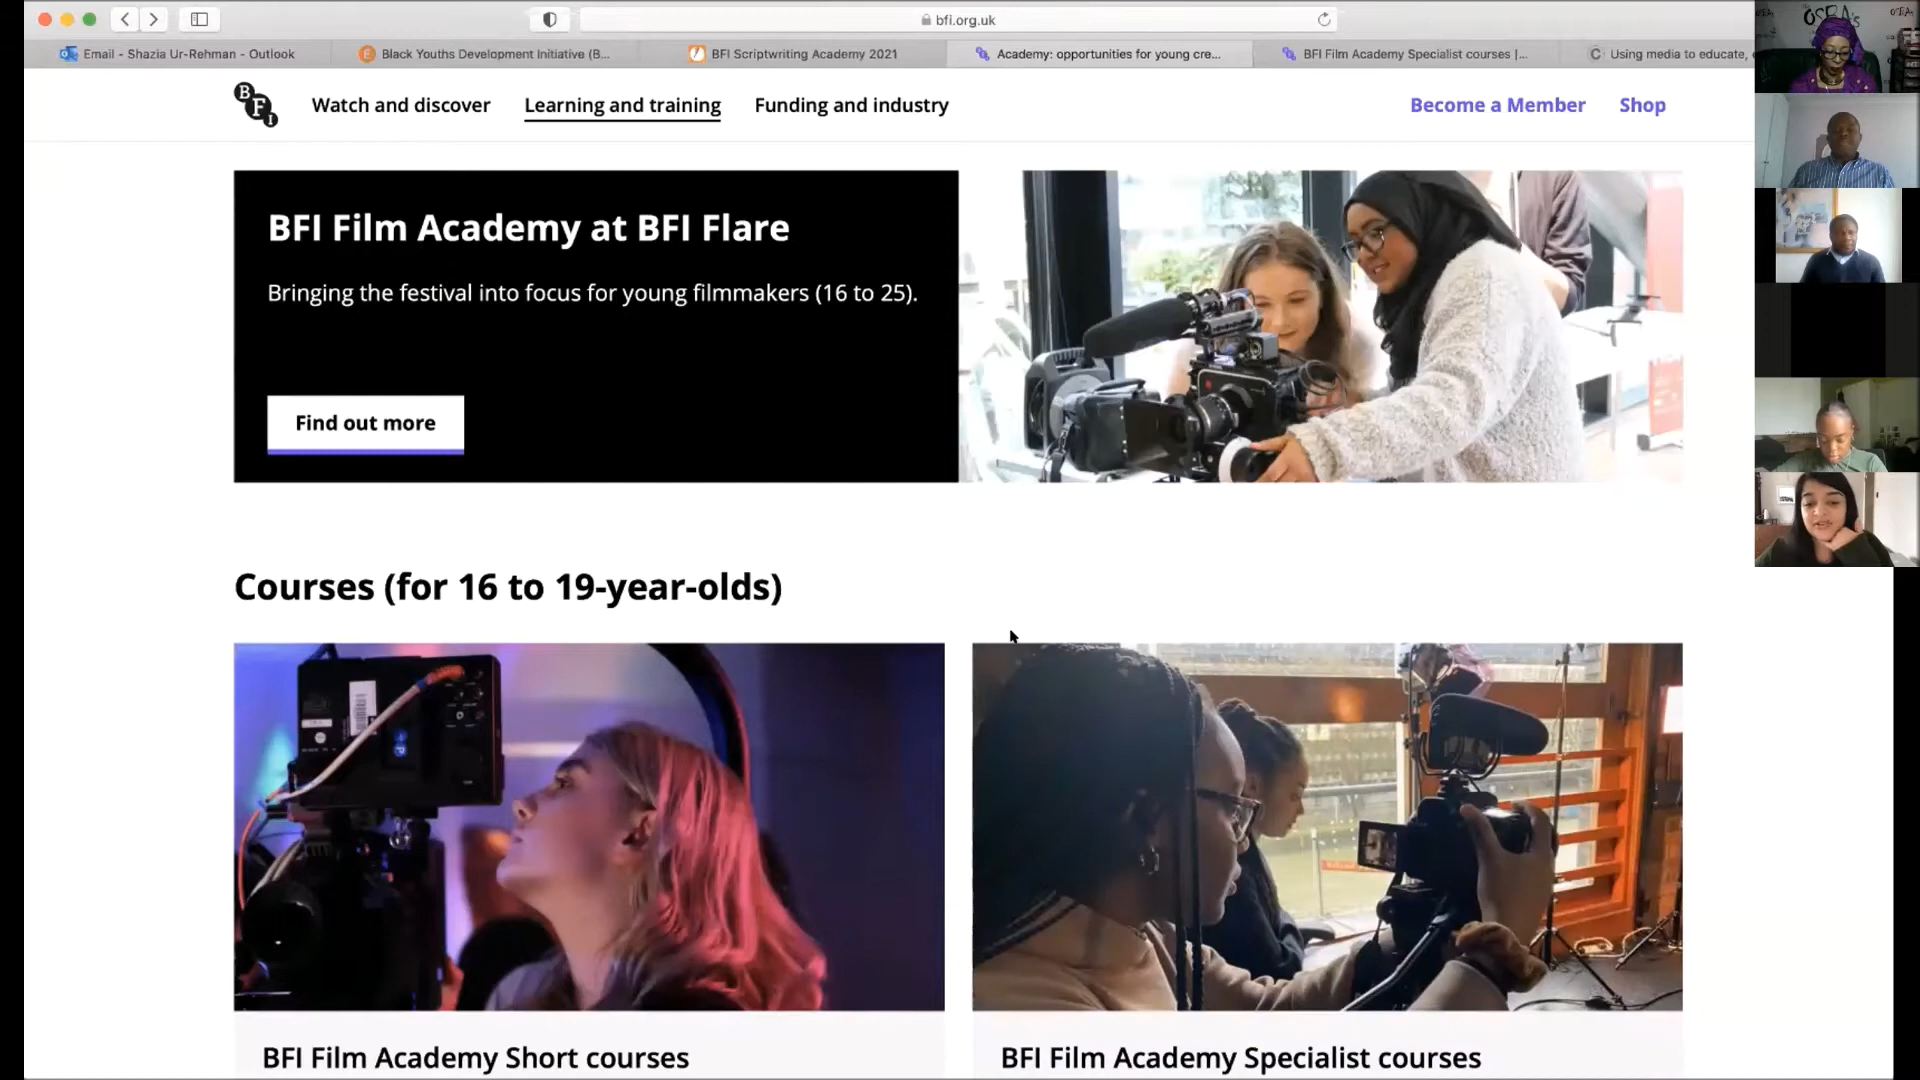 bfi.org.uk
Email - Shazia Ur-Rehman - Outlook
Black Youths Development Initiative (B...
BFI Scriptwriting Academy 2021
Academy: opportunities for young cre...
BFI Film Academy Specialist courses |...
C Using media to educate,
BFI
Watch and discover
Learning and training
Funding and industry
Become a Member
Shop
BFI Film Academy at BFI Flare
Bringing the festival into focus for young filmmakers (16 to 25).
Find out more
Courses (for 16 to 19-year-olds)
BFI Film Academy Short courses
BFI Film Academy Specialist courses